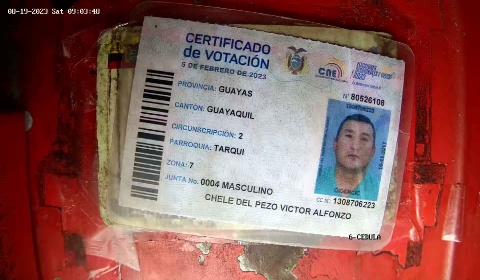 08-19-2023 Sat 09:03:48
CERTIFICADO
de VOTACIÓN
5 DE FEBRERO DE 2023
CNE
PROVINCIA: GUAYAS
CANTÓN: GUAYAQUIL
CIRCUNSCRIPCIÓN: 2
PARROQUIA: TARQUI
ZONA: 7
JUNTA No. 0004 MASCULINO
CHELE DEL PEZO VICTOR ALFONZO
N° 80526108
1308706223
CC N: 1308706223
6-CEDULA